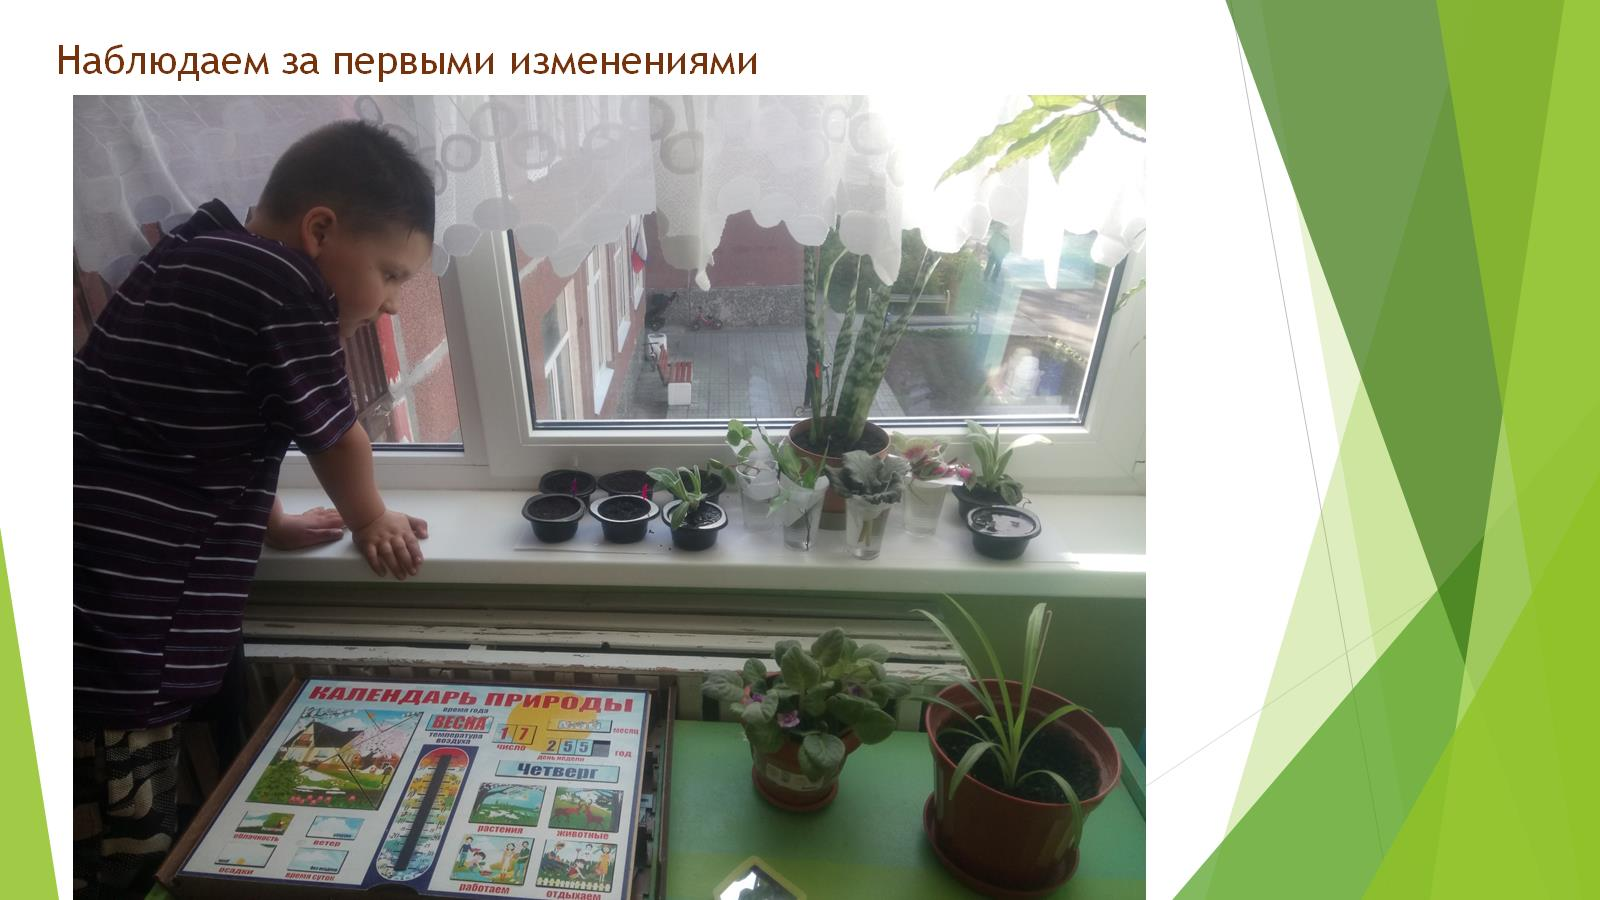 Наблюдаем за первыми изменениями
КАЛЕНДАРЬ ПРИРОДЫ
время года
ВЕСНА
температура
воздуха
1 7
число
месяц
2 5 5
год
день недели
Четверг
растения
животные
облачность
ветер
осадки
время суток
работаем
отдыхаем